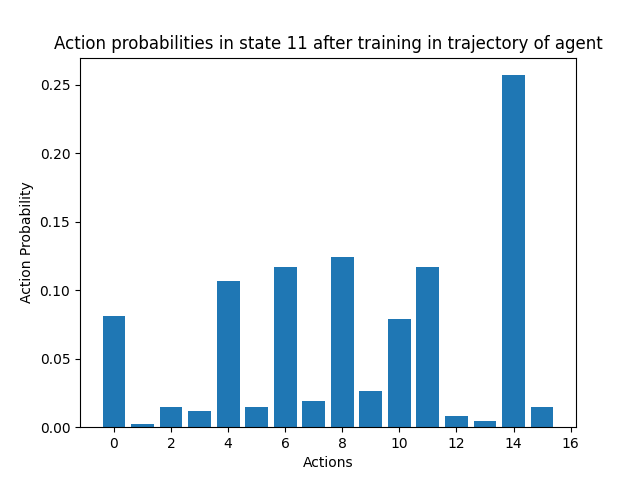 Action probabilities in state 11 after training in trajectory of agent
0.25
0.20
0.15
0.10
0.05
0.00
Action Probability
0 2 4 6 8 10 12 14 16
Actions